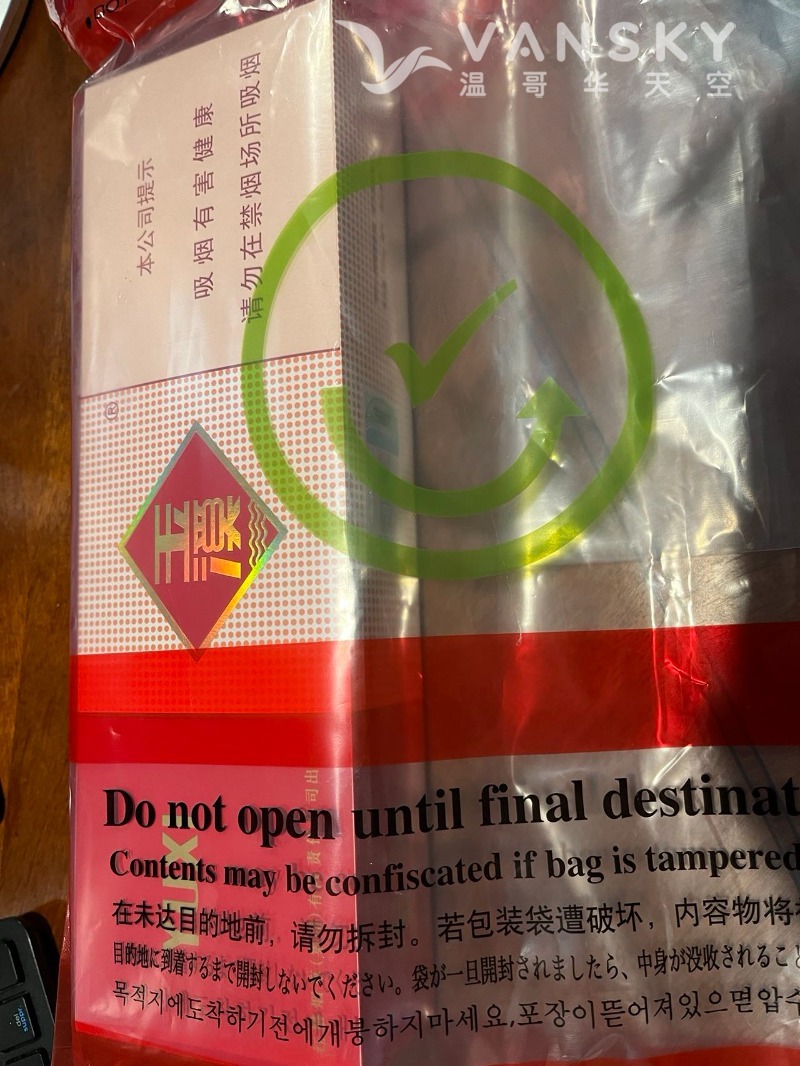 VANSKY
温哥华天空
本公司提示
吸烟有害健康
请勿在禁烟场所吸烟
®
玉溪
YUXI
Do not open until final destinat
Contents may be confiscated if bag is tampered
在未达目的地前，请勿拆封。若包装袋遭破坏，内容物将
目的地に到着するまで開封しないでください。袋が一旦開封されましたら、中身が没収されるこ
목적지에도착하기전에개봉하지마세요,포장이뜯어져있으면압수